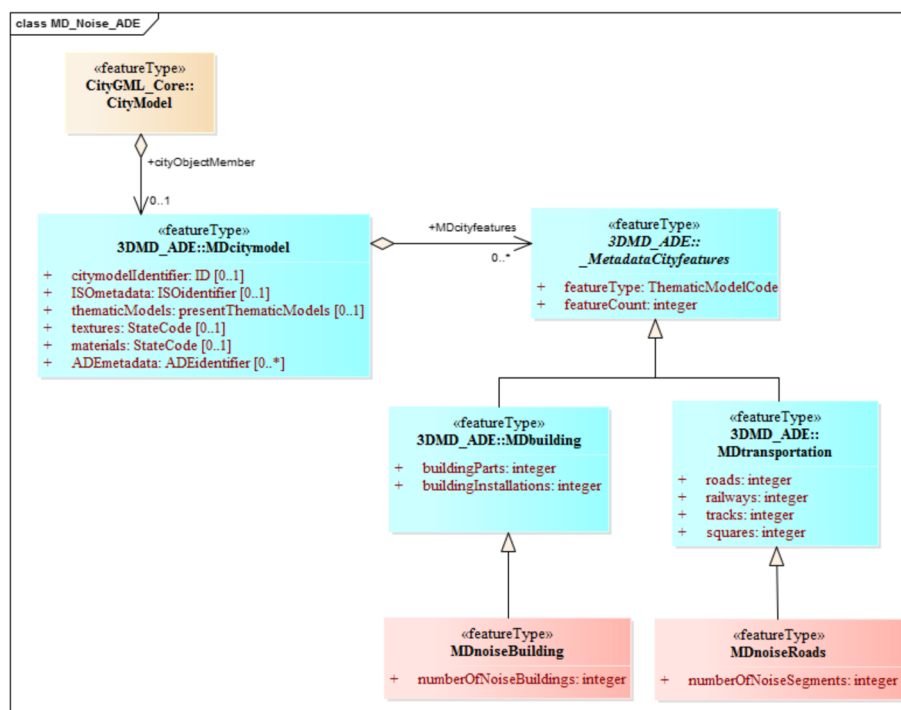 class MD_Noise_ADE
«featureType»
CityGML_Core::
CityModel
+cityObjectMember
0..1
«featureType»
3DMD_ADE::MDcitymodel
+ citymodelIdentifier: ID [0..1]
+ ISOmetadata: ISOidentifier [0..1]
+ thematicModels: presentThematicModels [0..1]
+ textures: StateCode [0..1]
+ materials: StateCode [0..1]
+ ADEmetadata: ADEidentifier [0..*]
+MDcityfeatures
0..*
«featureType»
3DMD_ADE::
_MetadataCityfeatures
+ featureType: ThematicModelCode
+ featureCount: integer
«featureType»
3DMD_ADE::MDbuilding
+ buildingParts: integer
+ buildingInstallations: integer
«featureType»
3DMD_ADE::
MDtransportation
+ roads: integer
+ railways: integer
+ tracks: integer
+ squares: integer
«featureType»
MDnoiseBuilding
+ numberOfNoiseBuildings: integer
«featureType»
MDnoiseRoads
+ numberOfNoiseSegments: integer